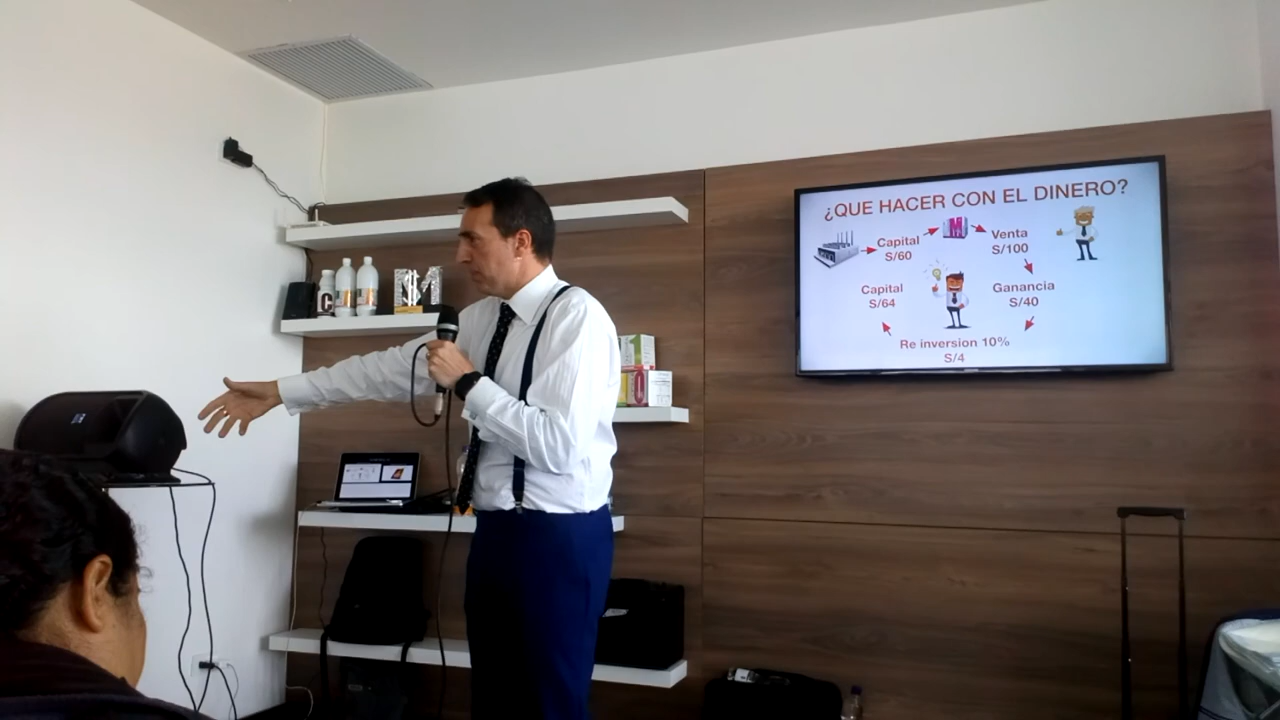 ¿QUE HACER CON EL DINERO?
Capital
S/60
M
Venta
S/100
Capital
S/64
Ganancia
S/40
Re inversion 10%
S/4
C
M